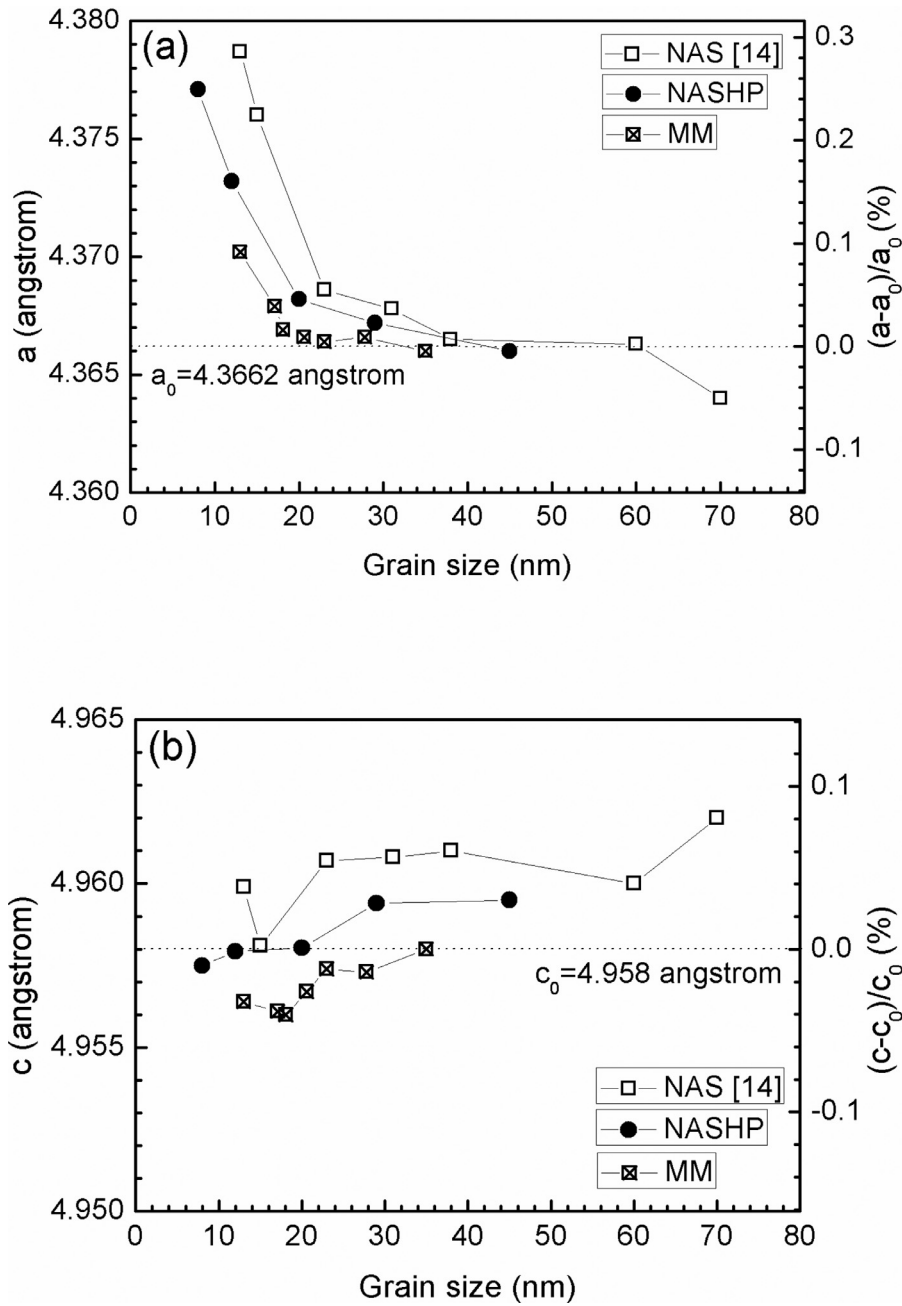 (a)
NAS [14]
NASHP
MM
4.380
4.375
4.370
4.365
4.360
a (angstrom)
0.3
0.2
0.1
0.0
-0.1
(a-a₀)/a₀ (%)
a₀=4.3662 angstrom
0 10 20 30 40 50 60 70 80
Grain size (nm)
(b)
4.965
4.960
4.955
4.950
c (angstrom)
0.1
0.0
-0.1
(c-c₀)/c₀ (%)
c₀=4.958 angstrom
NAS [14]
NASHP
MM
0 10 20 30 40 50 60 70 80
Grain size (nm)